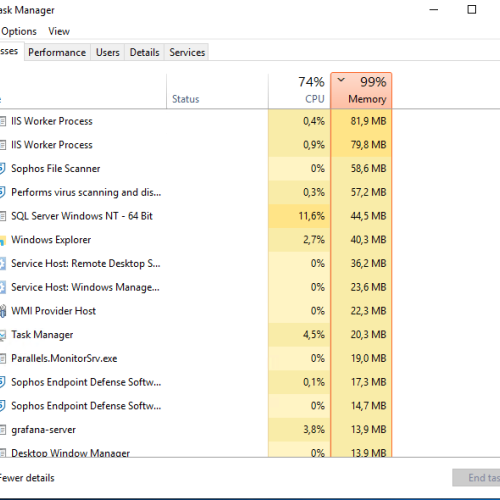 Task Manager
Options View
Performance Users Details Services
74% 99%
Status CPU Memory
IIS Worker Process 0,4% 81,9 MB
IIS Worker Process 0,9% 79,8 MB
Sophos File Scanner 0% 58,6 MB
Performs virus scanning and dis... 0,3% 57,2 MB
SQL Server Windows NT - 64 Bit 11,6% 44,5 MB
Windows Explorer 2,7% 40,3 MB
Service Host: Remote Desktop S... 0% 36,2 MB
Service Host: Windows Manage... 0% 23,6 MB
WMI Provider Host 0% 22,3 MB
Task Manager 4,5% 20,3 MB
Parallels.MonitorSrv.exe 0% 19,0 MB
Sophos Endpoint Defense Softw... 0,1% 17,3 MB
Sophos Endpoint Defense Softw... 0% 14,7 MB
grafana-server 3,8% 13,9 MB
Desktop Window Manager 0% 13,9 MB
Fewer details End tas